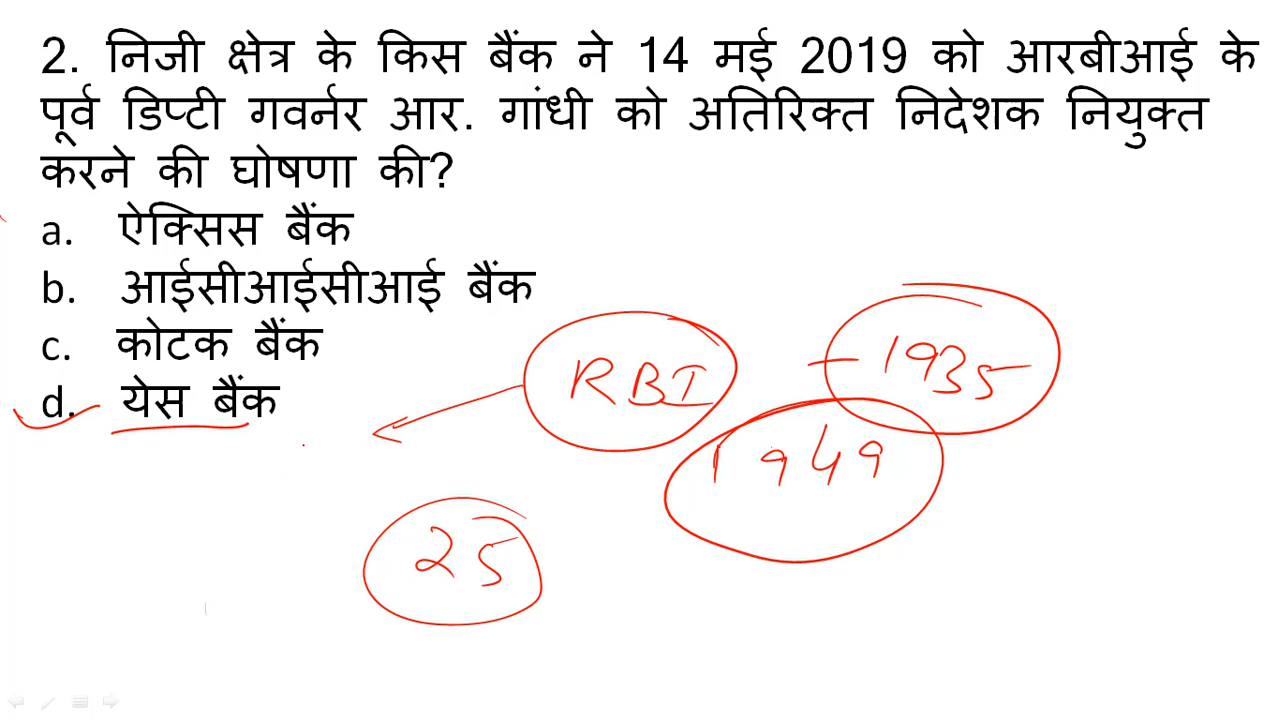 2. निजी क्षेत्र के किस बैंक ने 14 मई 2019 को आरबीआई के
पूर्व डिप्टी गवर्नर आर. गांधी को अतिरिक्त निदेशक नियुक्त
करने की घोषणा की?
a. ऐक्सिस बैंक
b. आईसीआईसीआई बैंक
c. कोटक बैंक
d. येस बैंक
RBI - 1935
1949
25